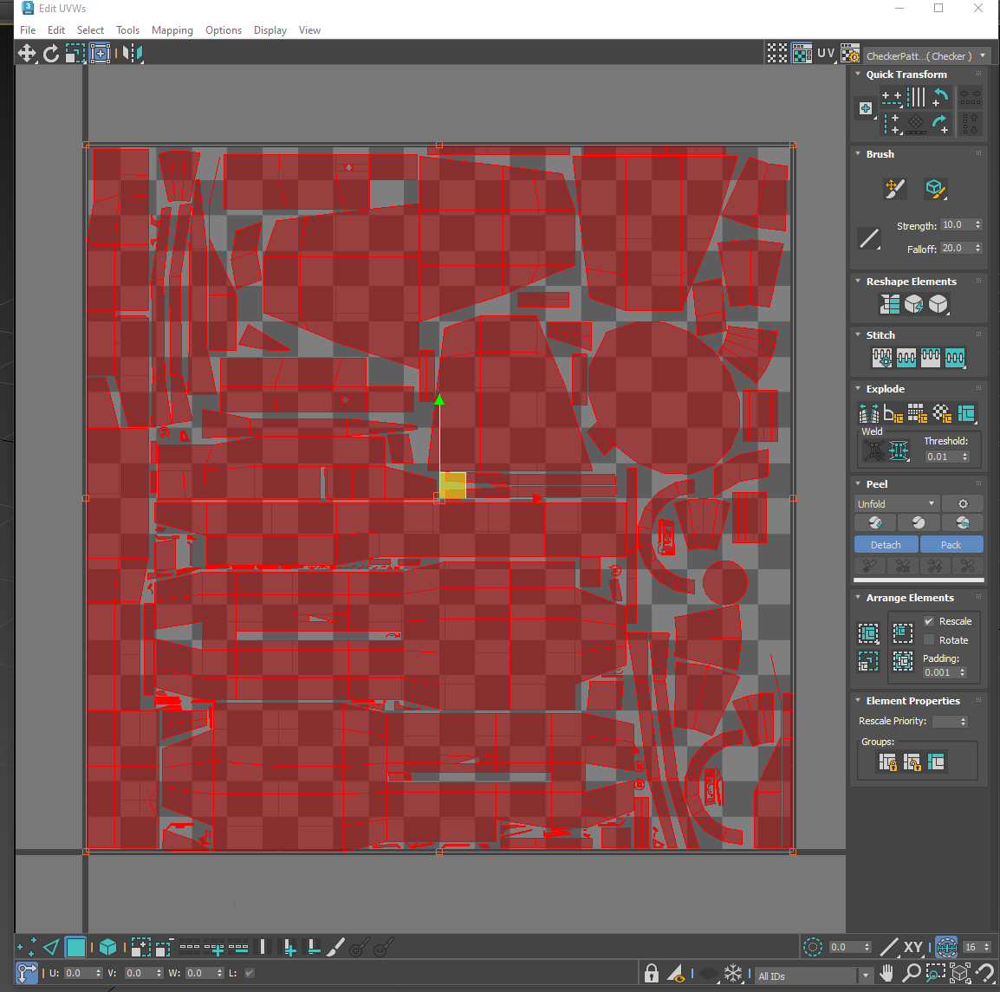 3 Edit UVWs
File Edit Select Tools Mapping Options Display View
UV CheckerPatt...( Checker )
Quick Transform
Brush
Strength: 10.0
Falloff: 20.0
Reshape Elements
Stitch
Explode
Weld
Threshold:
0.01
Peel
Unfold
Detach Pack
Arrange Elements
Rescale
Rotate
Padding:
0.001
Element Properties
Rescale Priority:
Groups:
0.0 XY 16
U: 0.0 V: 0.0 W: 0.0 L:
All IDs